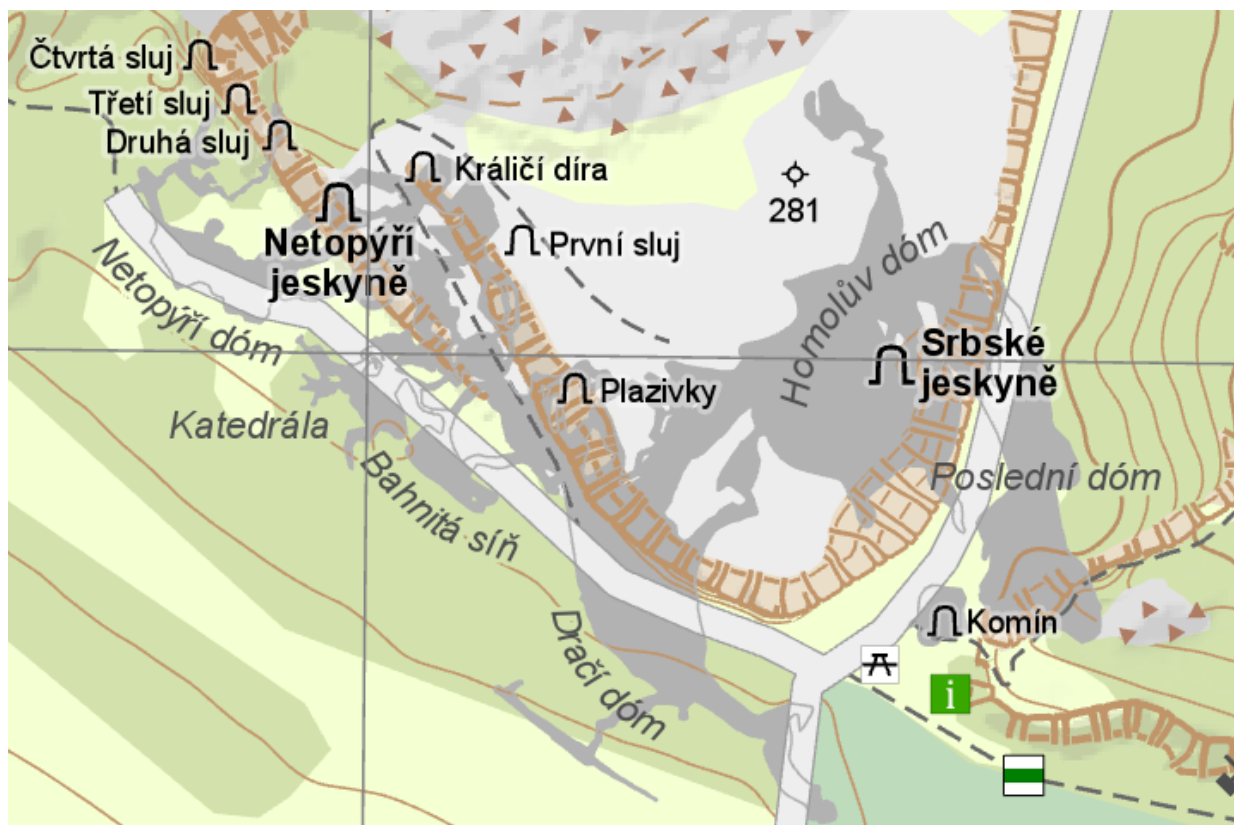 Čtvrtá sluj
Třetí sluj
Druhá sluj
Králičí díra
281
Netopýří
jeskyně
První sluj
Netopýří dóm
Homolův dóm
Srbské
jeskyně
Plazivky
Katedrála
Bahnitá síň
Poslední dóm
Komín
Dračí dóm
i